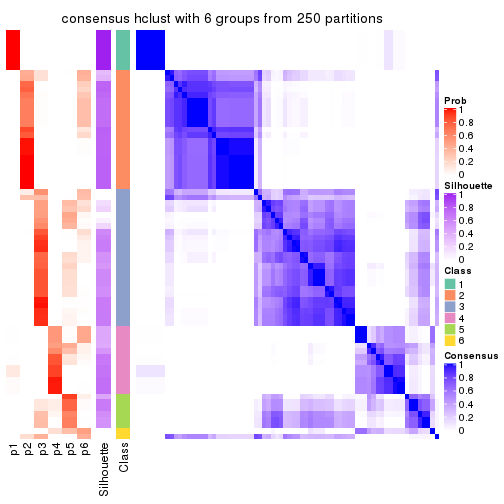 consensus hclust with 6 groups from 250 partitions
Prob
1
0.8
0.6
0.4
0.2
0
Silhouette
1
0.8
0.6
0.4
0.2
0
Class
1
2
3
4
5
6
Consensus
1
0.8
0.6
0.4
0.2
0
p1
p2
p3
p4
p5
p6
Silhouette
Class